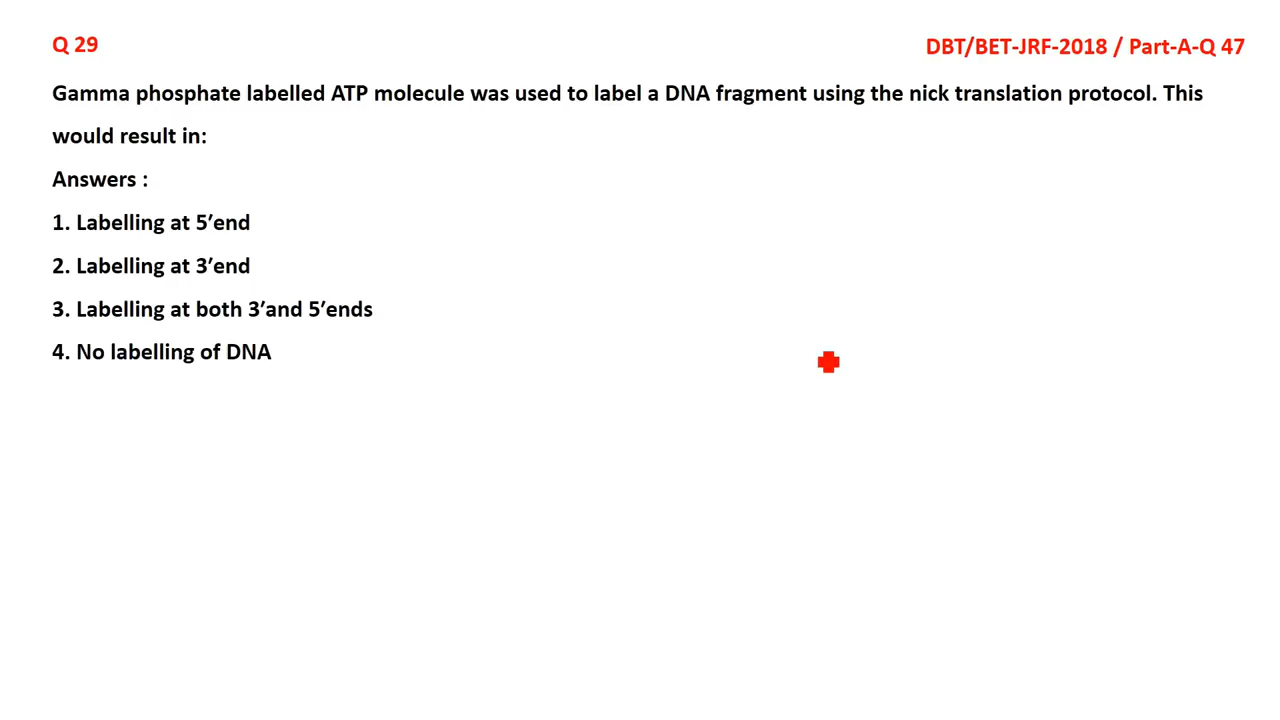 Q 29
DBT/BET-JRF-2018 / Part-A-Q 47
Gamma phosphate labelled ATP molecule was used to label a DNA fragment using the nick translation protocol. This
would result in:
Answers :
1. Labelling at 5′end
2. Labelling at 3′end
3. Labelling at both 3′and 5′ends
4. No labelling of DNA